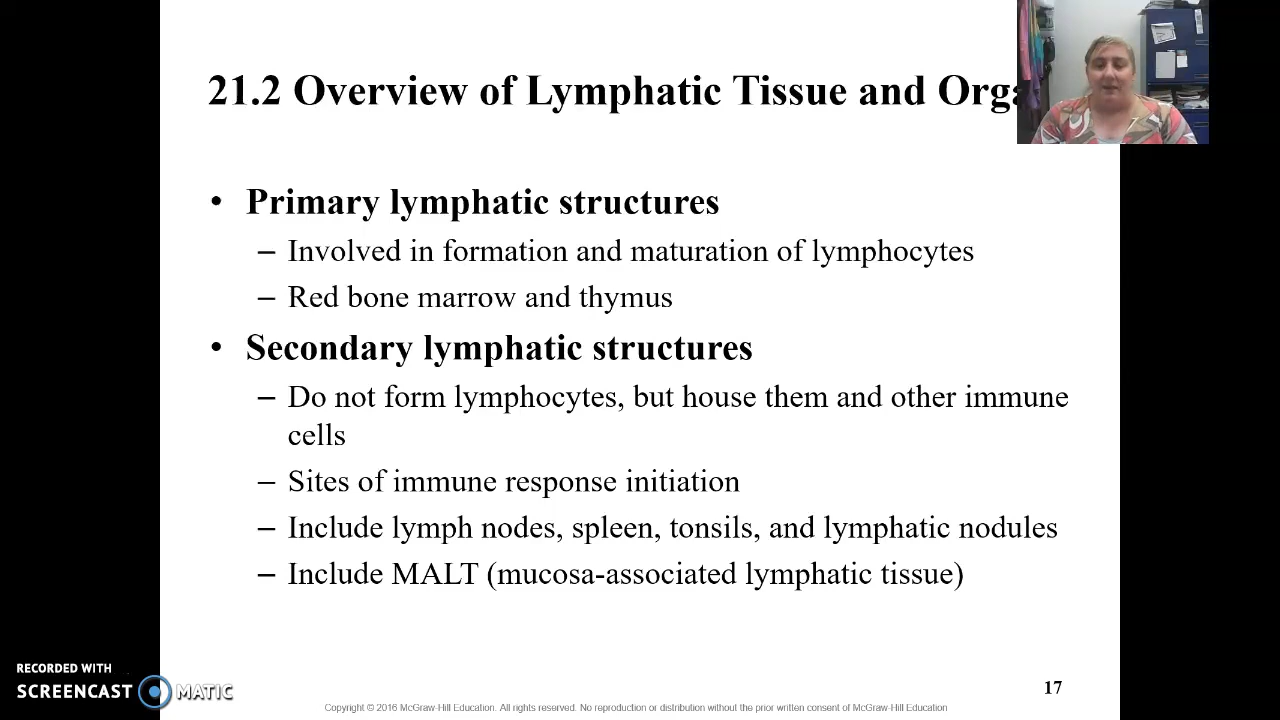 21.2 Overview of Lymphatic Tissue and Orga
• Primary lymphatic structures
– Involved in formation and maturation of lymphocytes
– Red bone marrow and thymus
• Secondary lymphatic structures
– Do not form lymphocytes, but house them and other immune
cells
– Sites of immune response initiation
– Include lymph nodes, spleen, tonsils, and lymphatic nodules
– Include MALT (mucosa-associated lymphatic tissue)
RECORDED WITH
SCREENCAST MATIC
17
Copyright © 2016 McGraw-Hill Education. All rights reserved. No reproduction or distribution without the prior written consent of McGraw-Hill Education